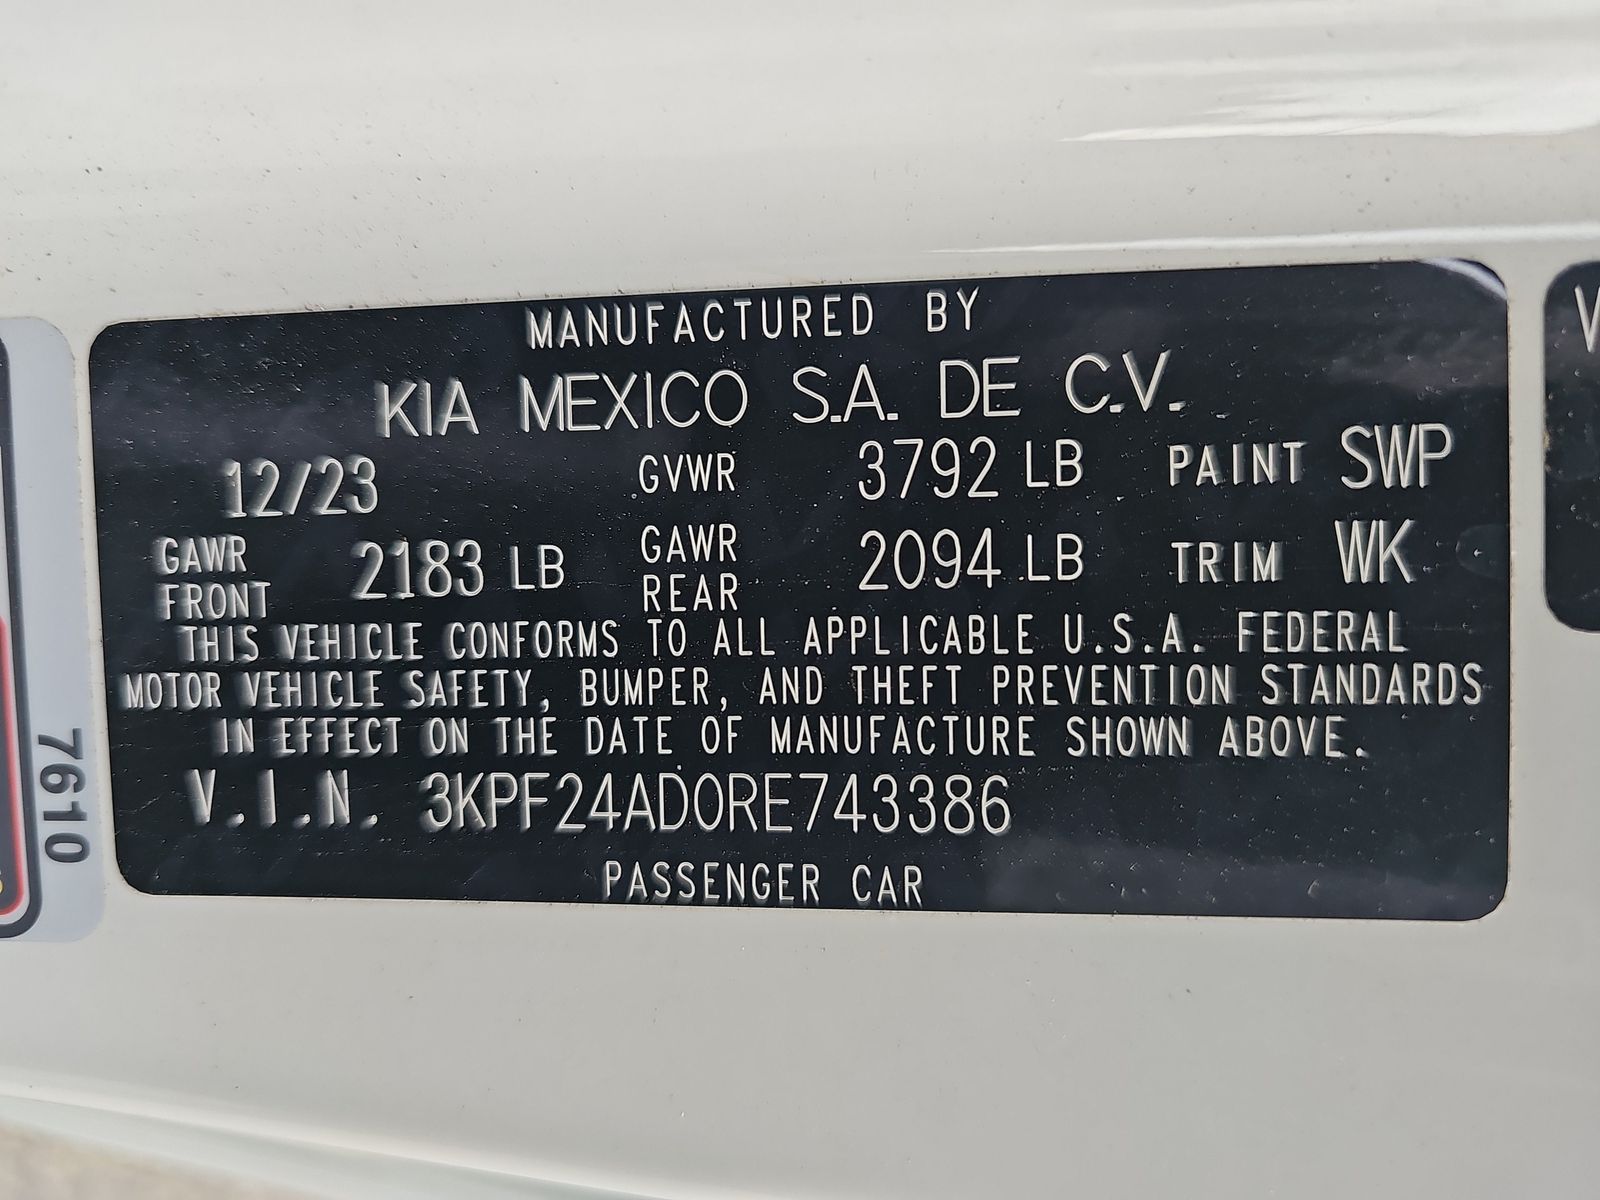 MANUFACTURED BY
KIA MEXICO S.A. DE C.V.
12/23 GVWR 3792 LB PAINT SWP
GAWR FRONT 2183 LB GAWR REAR 2094 LB TRIM WK
THIS VEHICLE CONFORMS TO ALL APPLICABLE U.S.A. FEDERAL
MOTOR VEHICLE SAFETY, BUMPER, AND THEFT PREVENTION STANDARDS
IN EFFECT ON THE DATE OF MANUFACTURE SHOWN ABOVE.
V.I.N. 3KPF24AD0RE743386
PASSENGER CAR
7610
V